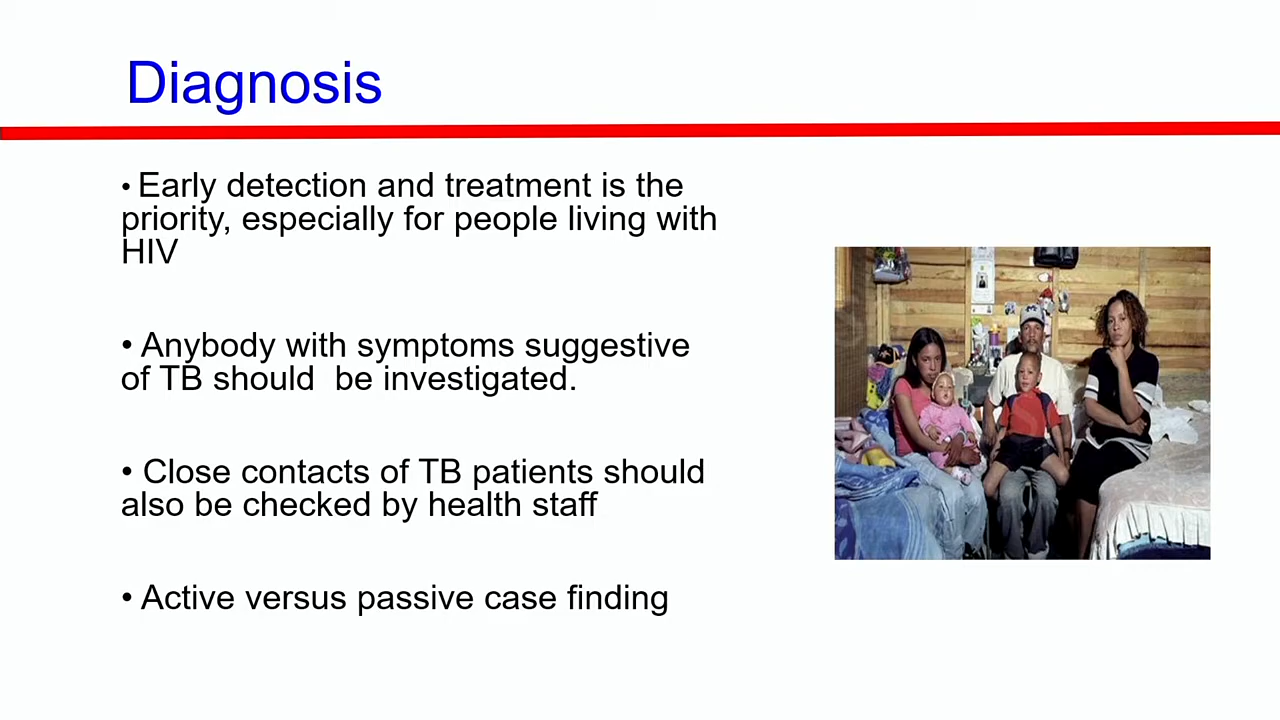 Diagnosis
• Early detection and treatment is the
priority, especially for people living with
HIV
• Anybody with symptoms suggestive
of TB should  be investigated.
• Close contacts of TB patients should
also be checked by health staff
• Active versus passive case finding